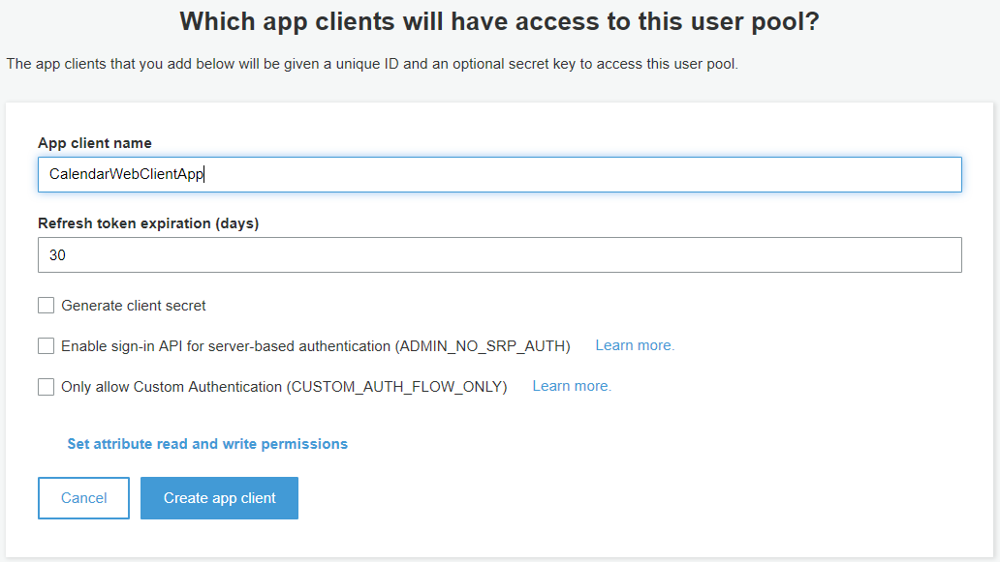 Which app clients will have access to this user pool?
The app clients that you add below will be given a unique ID and an optional secret key to access this user pool.
App client name
CalendarWebClientApp
Refresh token expiration (days)
30
Generate client secret
Enable sign-in API for server-based authentication (ADMIN_NO_SRP_AUTH) Learn more.
Only allow Custom Authentication (CUSTOM_AUTH_FLOW_ONLY) Learn more.
Set attribute read and write permissions
Cancel Create app client